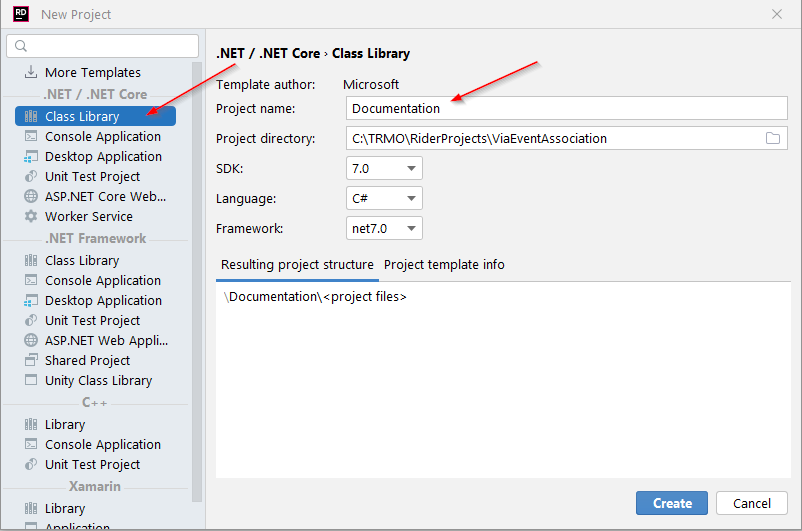 RD New Project
More Templates
.NET / .NET Core
Class Library
Console Application
Desktop Application
Unit Test Project
ASP.NET Core Web...
Worker Service
.NET Framework
Class Library
Console Application
Desktop Application
Unit Test Project
ASP.NET Web Appli...
Shared Project
Unity Class Library
C++
Library
Console Application
Unit Test Project
Xamarin
Library
Application
.NET / .NET Core › Class Library
Template author: Microsoft
Project name: Documentation
Project directory: C:\TRMO\RiderProjects\ViaEventAssociation
SDK: 7.0
Language: C#
Framework: net7.0
Resulting project structure Project template info
\Documentation\<project files>
Create Cancel